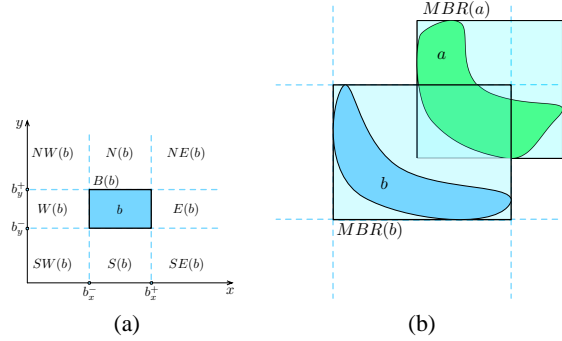 MBR(a)
a
y
NW(b) N(b) NE(b)
b_y^+ B(b)
W(b) b E(b)
b_y^-
SW(b) S(b) SE(b)
b_x^- b_x^+ x
b
MBR(b)
(a) (b)